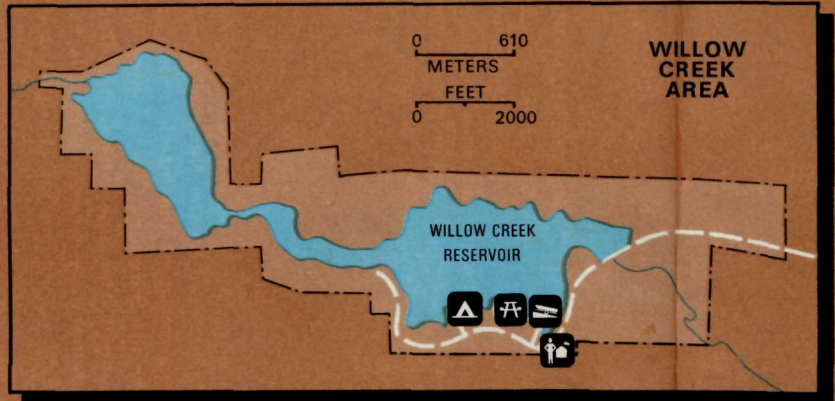 0 610
METERS
FEET
0 2000
WILLOW
CREEK
AREA
WILLOW CREEK
RESERVOIR